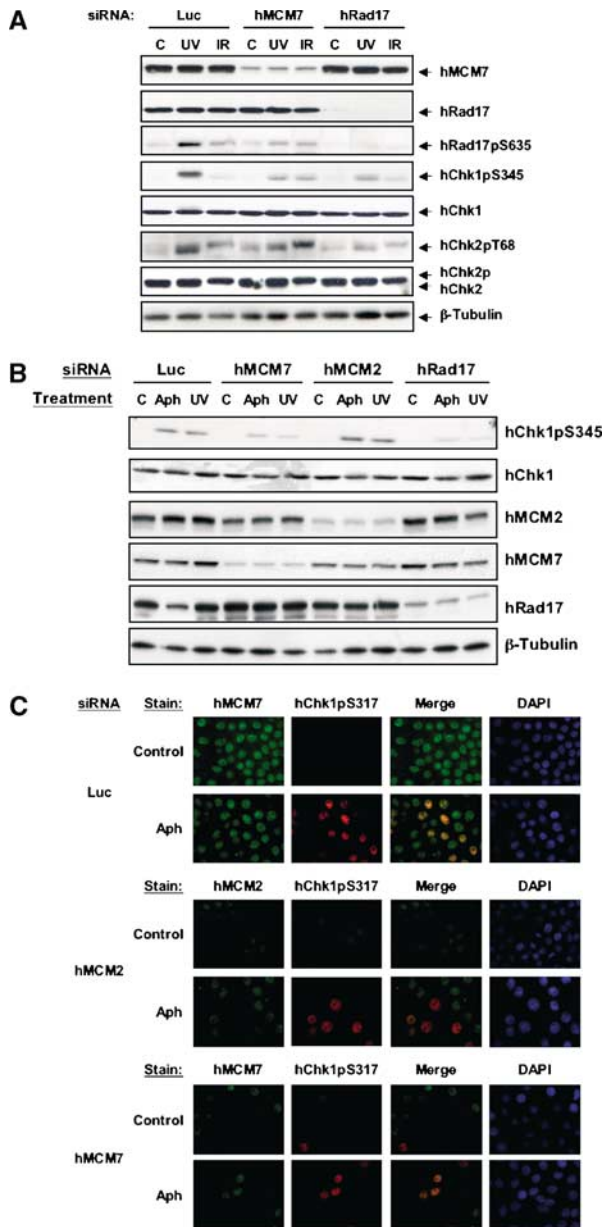 A
siRNA: Luc hMCM7 hRad17
C UV IR C UV IR C UV IR
hMCM7
hRad17
hRad17pS635
hChk1pS345
hChk1
hChk2pT68
hChk2p
hChk2
β-Tubulin
B
siRNA Luc hMCM7 hMCM2 hRad17
Treatment C Aph UV C Aph UV C Aph UV C Aph UV
hChk1pS345
hChk1
hMCM2
hMCM7
hRad17
β-Tubulin
C
siRNA Stain: hMCM7 hChk1pS317 Merge DAPI
Control
Luc
Aph
Stain: hMCM2 hChk1pS317 Merge DAPI
Control
hMCM2
Aph
Stain: hMCM7 hChk1pS317 Merge DAPI
Control
hMCM7
Aph